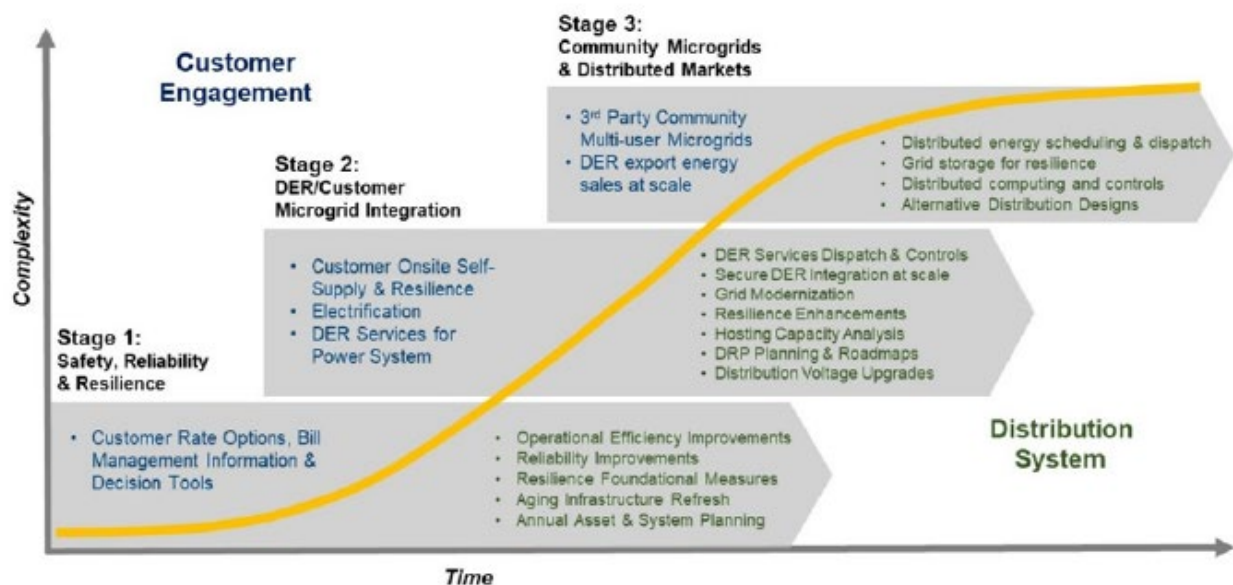 Stage 3:
Community Microgrids
& Distributed Markets
Customer
Engagement
• 3rd Party Community
Multi-user Microgrids
• DER export energy
sales at scale
• Distributed energy scheduling & dispatch
• Grid storage for resilience
• Distributed computing and controls
• Alternative Distribution Designs
Stage 2:
DER/Customer
Microgrid Integration
• Customer Onsite Self-
Supply & Resilience
• Electrification
• DER Services for
Power System
• DER Services Dispatch & Controls
• Secure DER Integration at scale
• Grid Modernization
• Resilience Enhancements
• Hosting Capacity Analysis
• DRP Planning & Roadmaps
• Distribution Voltage Upgrades
Complexity
Stage 1:
Safety, Reliability
& Resilience
• Customer Rate Options, Bill
Management Information &
Decision Tools
• Operational Efficiency Improvements
• Reliability Improvements
• Resilience Foundational Measures
• Aging Infrastructure Refresh
• Annual Asset & System Planning
Distribution
System
Time